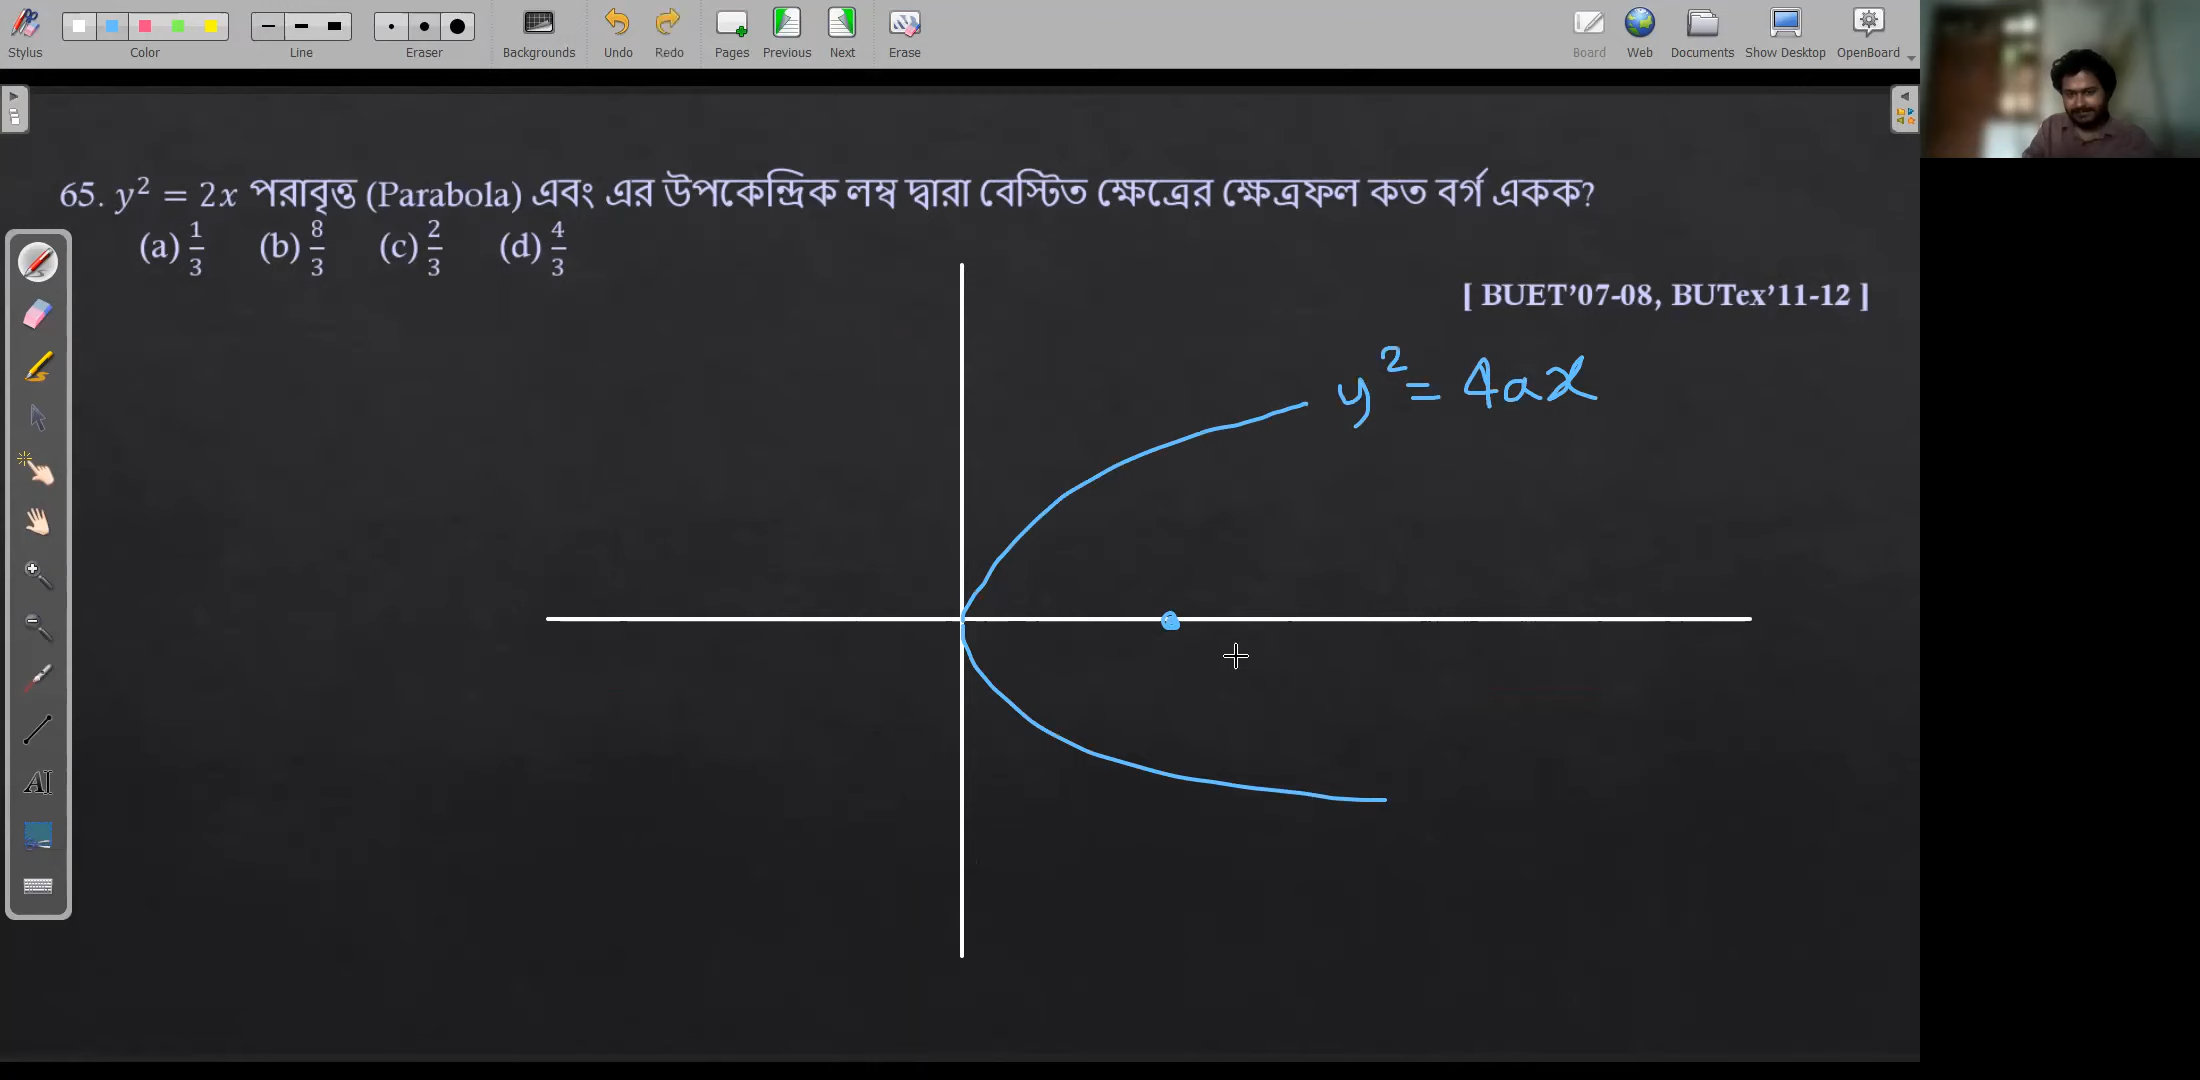 Stylus Color Line Eraser Backgrounds Undo Redo Pages Previous Next Erase Board Web Documents Show Desktop OpenBoard
65. y² = 2x পরাবৃত্ত (Parabola) এবং এর উপকেন্দ্রিক লম্ব দ্বারা বেস্টিত ক্ষেত্রের ক্ষেত্রফল কত বর্গ একক?
(a) 1/3 (b) 8/3 (c) 2/3 (d) 4/3
[ BUET’07-08, BUTex’11-12 ]
y² = 4ax
AI